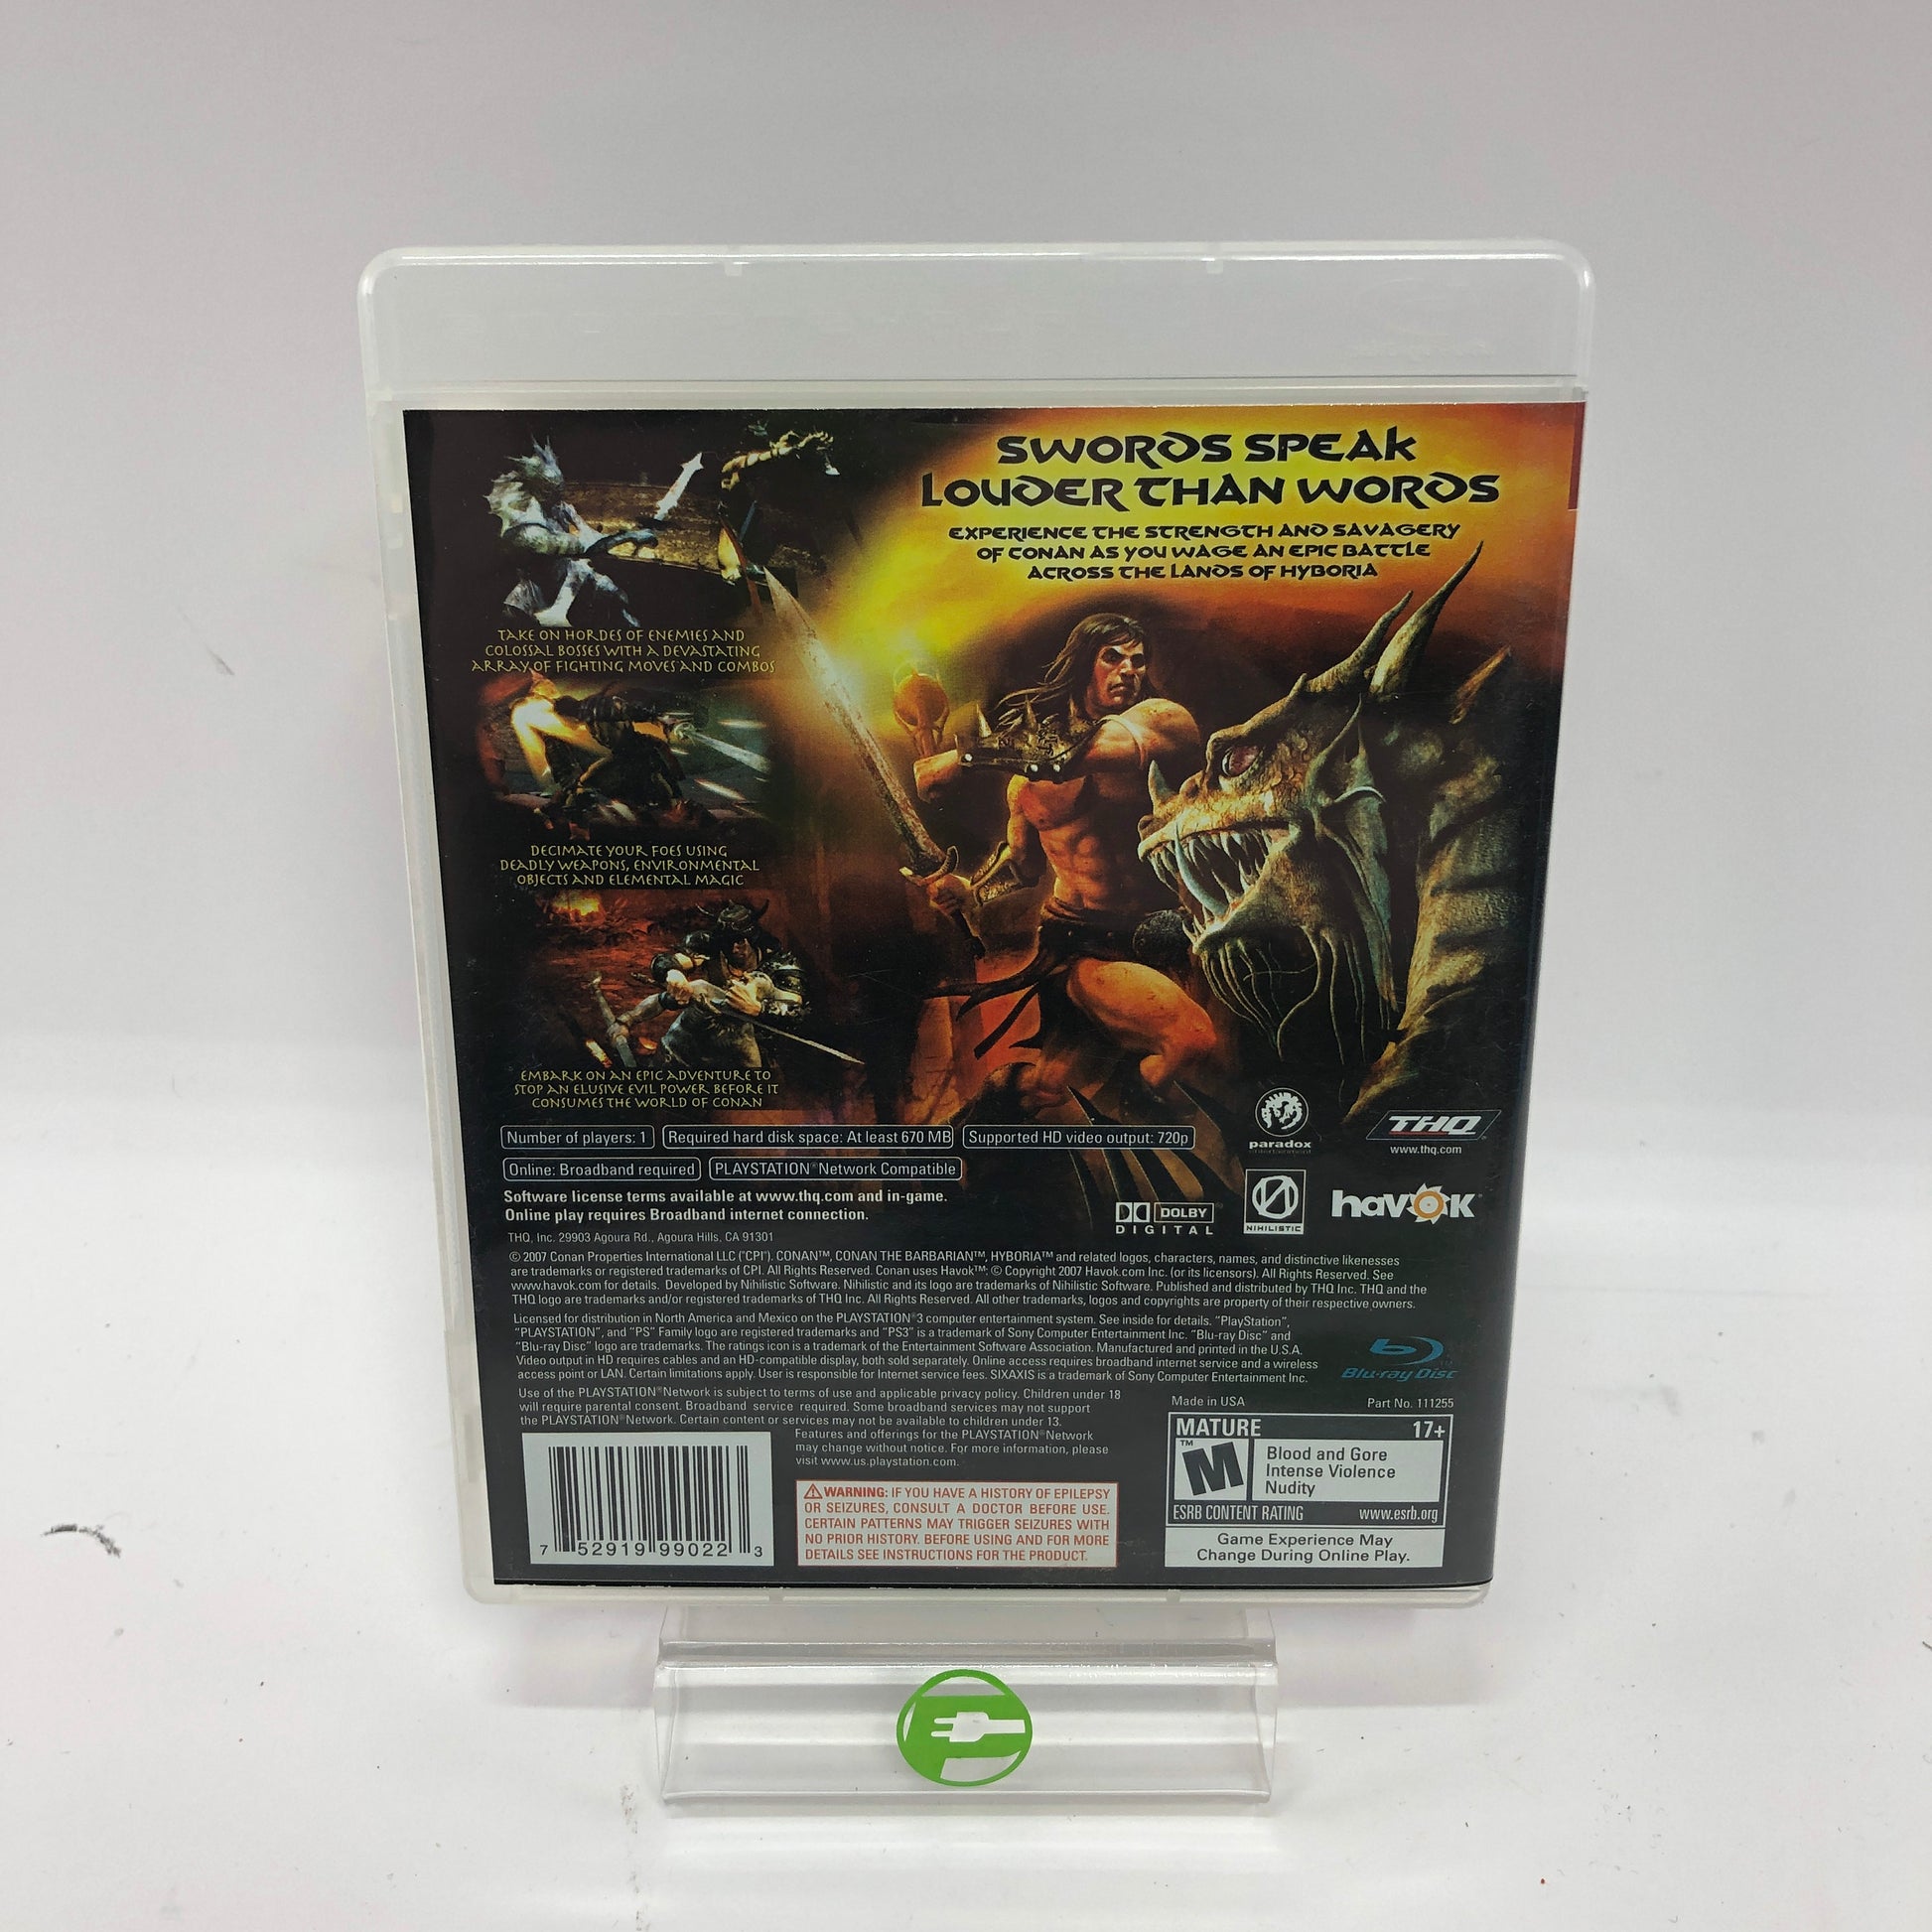 SWORDS SPEAK
LOUDER THAN WORDS
EXPERIENCE THE STRENGTH AND SAVAGERY
OF CONAN AS YOU WAGE AN EPIC BATTLE
ACROSS THE LANDS OF HYBORIA
TAKE ON HORDES OF ENEMIES AND
COLOSSAL BOSSES WITH A DEVASTATING
ARRAY OF FIGHTING MOVES AND COMBOS
DECIMATE YOUR FOES USING
DEADLY WEAPONS, ENVIRONMENTAL
OBJECTS AND ELEMENTAL MAGIC
EMBARK ON AN EPIC ADVENTURE TO
STOP AN ELUSIVE EVIL POWER BEFORE IT
CONSUMES THE WORLD OF CONAN
Number of players: 1
Required hard disk space: At least 670 MB
Supported HD video output: 720p
Online: Broadband required
PLAYSTATION®Network Compatible
paradox
THQ
www.thq.com
Software license terms available at www.thq.com and in-game.
Online play requires Broadband internet connection.
DOLBY
DIGITAL
NIHILISTIC
havok
THQ, Inc. 29903 Agoura Rd., Agoura Hills, CA 91301
© 2007 Conan Properties International LLC ("CPI"). CONAN™, CONAN THE BARBARIAN™, HYBORIA™ and related logos, characters, names, and distinctive likenesses
are trademarks or registered trademarks of CPI. All Rights Reserved. Conan uses Havok™: © Copyright 2007 Havok.com Inc. (or its licensors). All Rights Reserved. See
www.havok.com for details. Developed by Nihilistic Software. Nihilistic and its logo are trademarks of Nihilistic Software. Published and distributed by THQ Inc. THQ and the
THQ logo are trademarks and/or registered trademarks of THQ Inc. All Rights Reserved. All other trademarks, logos and copyrights are property of their respective owners.
Licensed for distribution in North America and Mexico on the PLAYSTATION®3 computer entertainment system. See inside for details. "PlayStation",
"PLAYSTATION", and "PS" Family logo are registered trademarks and "PS3" is a trademark of Sony Computer Entertainment Inc. "Blu-ray Disc" and
"Blu-ray Disc" logo are trademarks. The ratings icon is a trademark of the Entertainment Software Association. Manufactured and printed in the U.S.A.
Video output in HD requires cables and an HD-compatible display, both sold separately. Online access requires broadband internet service and a wireless
access point or LAN. Certain limitations apply. User is responsible for Internet service fees. SIXAXIS is a trademark of Sony Computer Entertainment Inc.
Blu-ray Disc
Use of the PLAYSTATION®Network is subject to terms of use and applicable privacy policy. Children under 18
will require parental consent. Broadband service required. Some broadband services may not support
the PLAYSTATION®Network. Certain content or services may not be available to children under 13.
Features and offerings for the PLAYSTATION®Network
may change without notice. For more information, please
visit www.us.playstation.com.
Made in USA
Part No. 111255
7 52919 99022 3
WARNING: IF YOU HAVE A HISTORY OF EPILEPSY
OR SEIZURES, CONSULT A DOCTOR BEFORE USE.
CERTAIN PATTERNS MAY TRIGGER SEIZURES WITH
NO PRIOR HISTORY. BEFORE USING AND FOR MORE
DETAILS SEE INSTRUCTIONS FOR THE PRODUCT.
MATURE 17+
M™
Blood and Gore
Intense Violence
Nudity
ESRB CONTENT RATING www.esrb.org
Game Experience May
Change During Online Play.